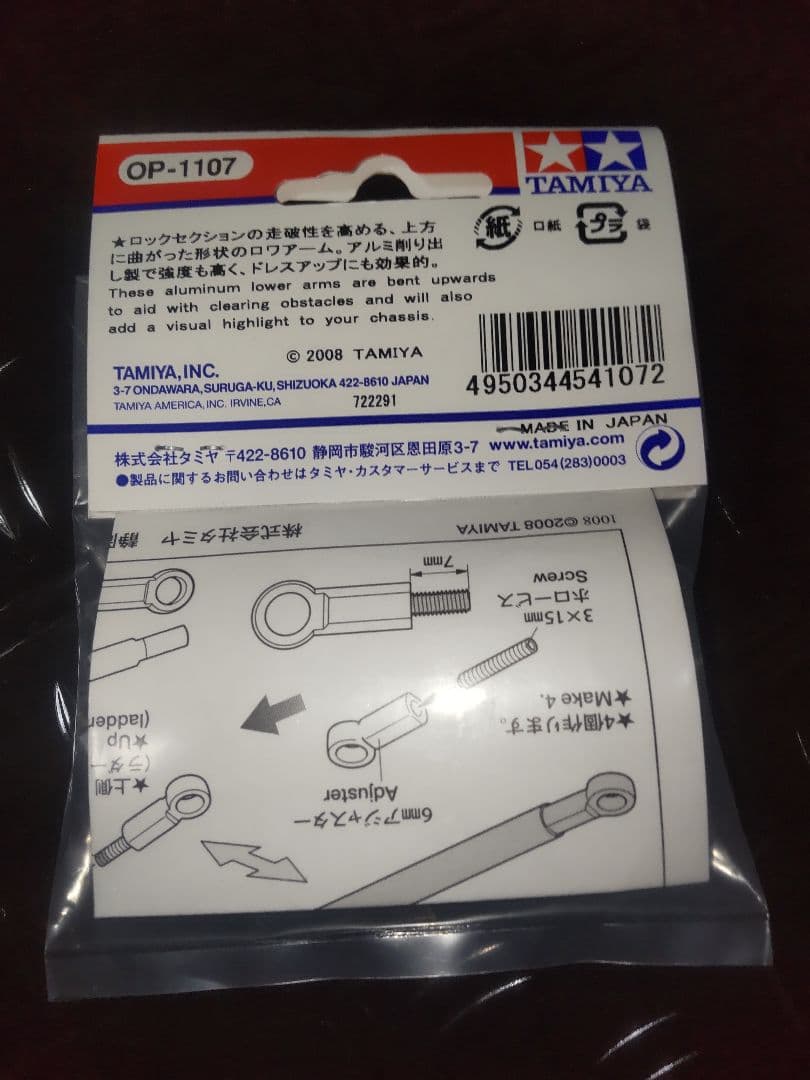 OP-1107
TAMIYA
★ロックセクションの走破性を高める、上方
に曲がった形状のロワアーム。アルミ削り出
し製で強度も高く、ドレスアップにも効果的。
These aluminum lower arms are bent upwards
to aid with clearing obstacles and will also
add a visual highlight to your chassis.
紙 口紙 プラ 袋
© 2008 TAMIYA
TAMIYA,INC.
3-7 ONDAWARA,SURUGA-KU,SHIZUOKA 422-8610 JAPAN
TAMIYA AMERICA,INC. IRVINE,CA
722291
4950344541072
MADE IN JAPAN
株式会社タミヤ 〒422-8610 静岡市駿河区恩田原3-7 www.tamiya.com
●製品に関するお問い合わせはタミヤ・カスタマーサービスまで TEL 054(283)0003
1008 ©2008 TAMIYA
株式会社タミヤ 静
7mm
3×15mm
ホロービス
Screw
★4個作ります。
★Make 4.
6mmアジャスター
Adjuster
★上側
(ラダー
★Up
(ladder